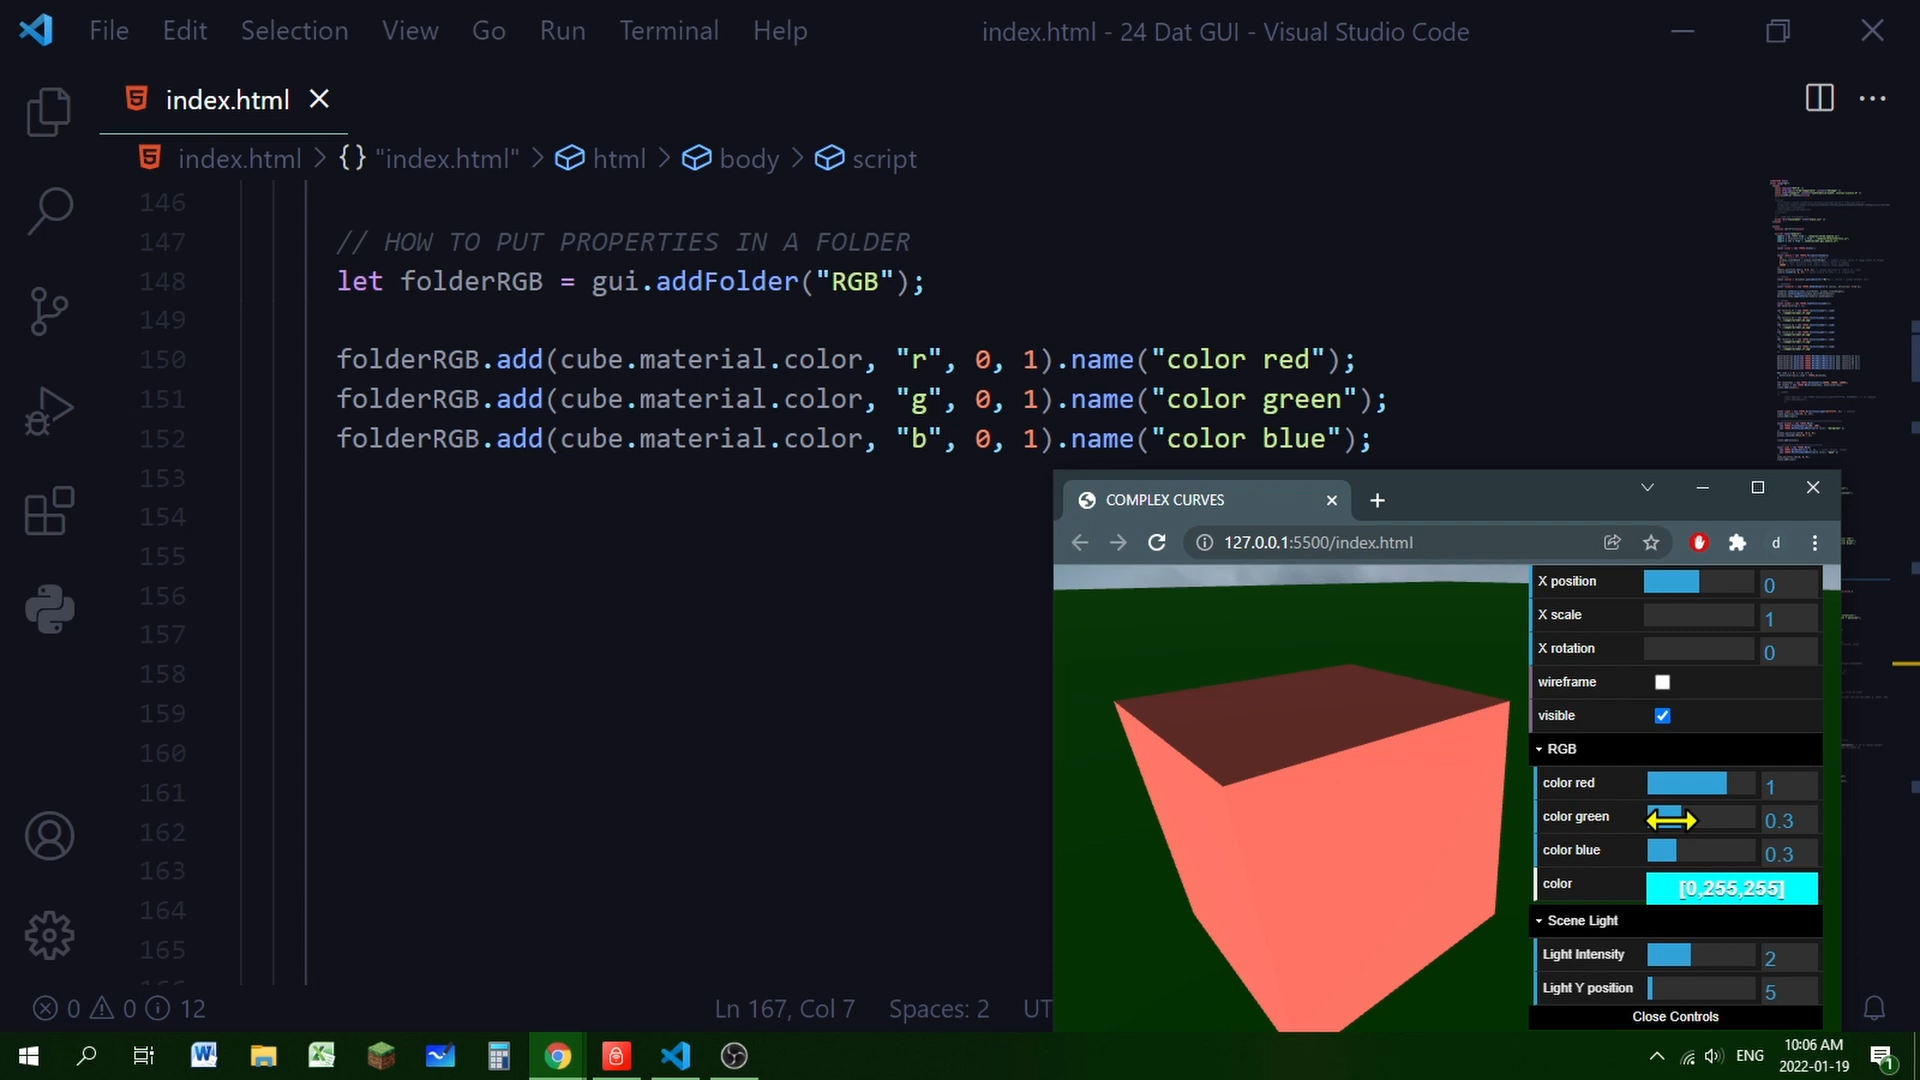 File Edit Selection View Go Run Terminal Help index.html - 24 Dat GUI - Visual Studio Code
index.html
index.html > {} "index.html" > html > body > script
146
147 // HOW TO PUT PROPERTIES IN A FOLDER
148 let folderRGB = gui.addFolder("RGB");
149
150 folderRGB.add(cube.material.color, "r", 0, 1).name("color red");
151 folderRGB.add(cube.material.color, "g", 0, 1).name("color green");
152 folderRGB.add(cube.material.color, "b", 0, 1).name("color blue");
153
154
155
156
157
158
159
160
161
162
163
164
165
COMPLEX CURVES
127.0.0.1:5500/index.html d
X position 0
X scale 1
X rotation 0
wireframe
visible
RGB
color red 1
color green 0.3
color blue 0.3
color [0,255,255]
Scene Light
Light Intensity 2
Light Y position 5
Close Controls
0 0 12 Ln 167, Col 7 Spaces: 2 UT
ENG 10:06 AM
2022-01-19 1